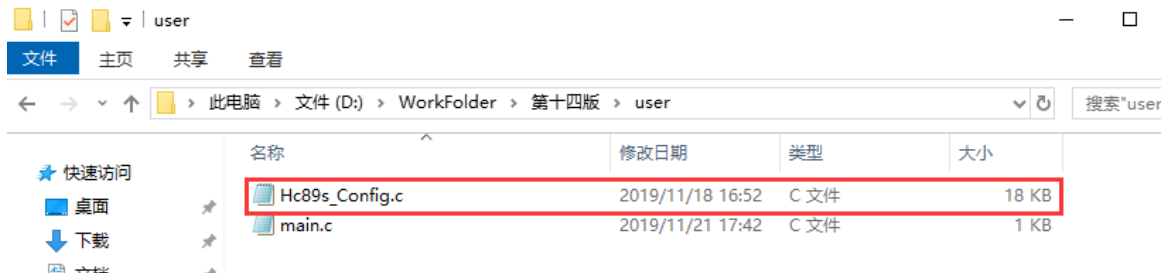 user
文件 主页 共享 查看
此电脑 › 文件 (D:) › WorkFolder › 第十四版 › user 搜索"user
名称 修改日期 类型 大小
快速访问
Hc89s_Config.c 2019/11/18 16:52 C 文件 18 KB
桌面
main.c 2019/11/21 17:42 C 文件 1 KB
下载